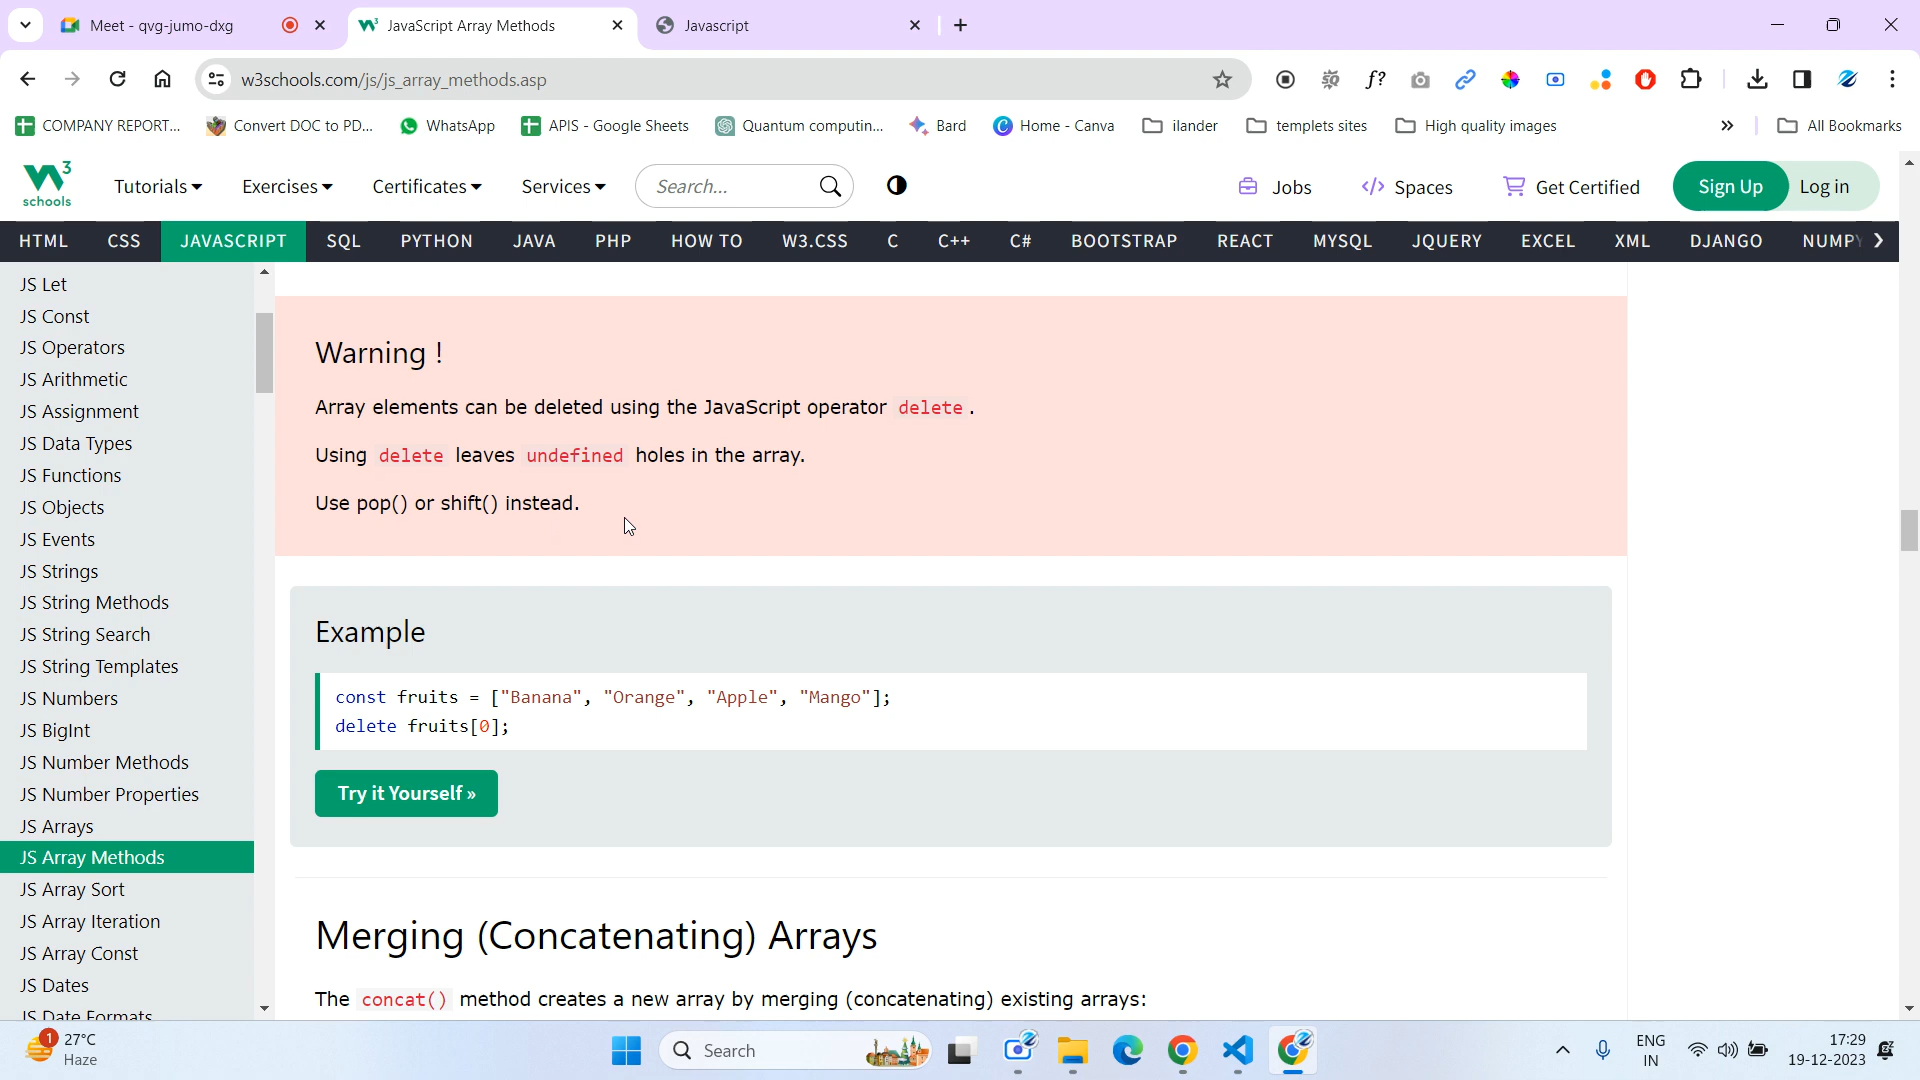 Meet - qvg-jumo-dxg
JavaScript Array Methods
Javascript
w3schools.com/js/js_array_methods.asp
f?
COMPANY REPORT...
Convert DOC to PD...
WhatsApp
APIS - Google Sheets
Quantum computin...
Bard
Home - Canva
ilander
templets sites
High quality images
All Bookmarks
W3 schools
Tutorials
Exercises
Certificates
Services
Search...
Jobs
Spaces
Get Certified
Sign Up
Log in
HTML
CSS
JAVASCRIPT
SQL
PYTHON
JAVA
PHP
HOW TO
W3.CSS
C
C++
C#
BOOTSTRAP
REACT
MYSQL
JQUERY
EXCEL
XML
DJANGO
NUMPY
JS Let
JS Const
JS Operators
JS Arithmetic
JS Assignment
JS Data Types
JS Functions
JS Objects
JS Events
JS Strings
JS String Methods
JS String Search
JS String Templates
JS Numbers
JS BigInt
JS Number Methods
JS Number Properties
JS Arrays
JS Array Methods
JS Array Sort
JS Array Iteration
JS Array Const
JS Dates
JS Date Formats
Warning !
Array elements can be deleted using the JavaScript operator delete.
Using delete leaves undefined holes in the array.
Use pop() or shift() instead.
Example
const fruits = ["Banana", "Orange", "Apple", "Mango"];
delete fruits[0];
Try it Yourself »
Merging (Concatenating) Arrays
The concat() method creates a new array by merging (concatenating) existing arrays:
1
27°C
Haze
Search
ENG
IN
17:29
19-12-2023